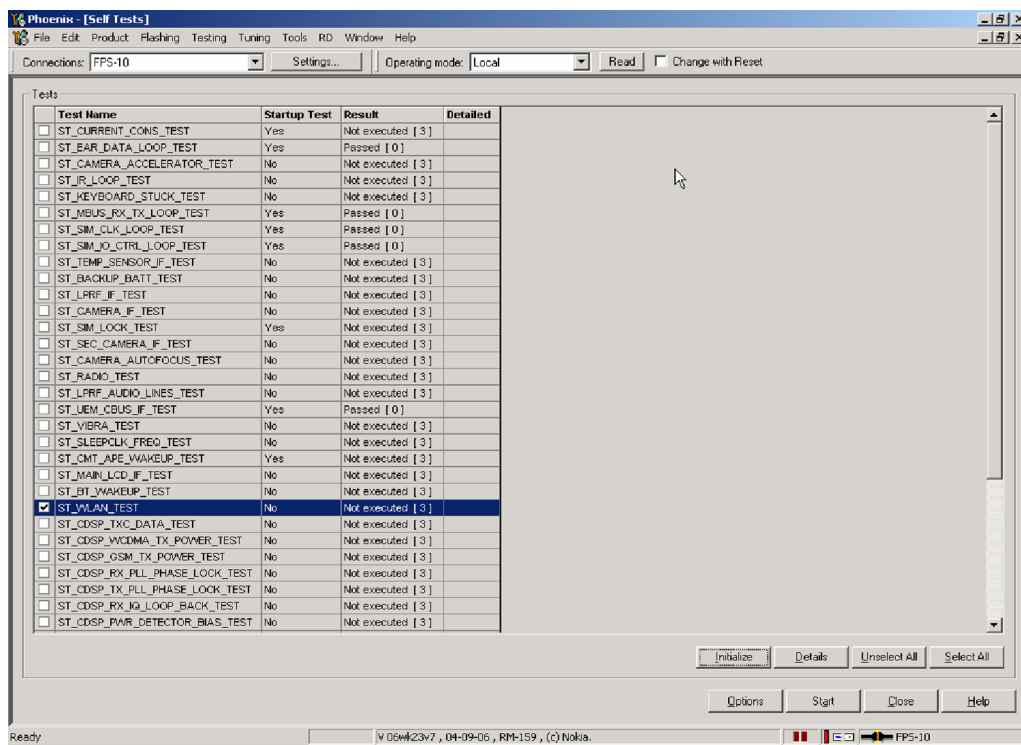 Phoenix - [Self Tests]
File Edit Product Flashing Testing Tuning Tools RD Window Help
Connections: FPS-10 Settings... Operating mode: Local Read Change with Reset
Tests
Test Name Startup Test Result Detailed
ST_CURRENT_CONS_TEST Yes Not executed [ 3 ]
ST_EAR_DATA_LOOP_TEST Yes Passed [ 0 ]
ST_CAMERA_ACCELERATOR_TEST No Not executed [ 3 ]
ST_IR_LOOP_TEST No Not executed [ 3 ]
ST_KEYBOARD_STUCK_TEST No Not executed [ 3 ]
ST_MBUS_RX_TX_LOOP_TEST Yes Passed [ 0 ]
ST_SIM_CLK_LOOP_TEST Yes Passed [ 0 ]
ST_SIM_IO_CTRL_LOOP_TEST Yes Passed [ 0 ]
ST_TEMP_SENSOR_IF_TEST No Not executed [ 3 ]
ST_BACKUP_BATT_TEST No Not executed [ 3 ]
ST_LPRF_IF_TEST No Not executed [ 3 ]
ST_CAMERA_IF_TEST No Not executed [ 3 ]
ST_SIM_LOCK_TEST Yes Not executed [ 3 ]
ST_SEC_CAMERA_IF_TEST No Not executed [ 3 ]
ST_CAMERA_AUTOFOCUS_TEST No Not executed [ 3 ]
ST_RADIO_TEST No Not executed [ 3 ]
ST_LPRF_AUDIO_LINES_TEST No Not executed [ 3 ]
ST_UEM_CBUS_IF_TEST Yes Passed [ 0 ]
ST_VIBRA_TEST No Not executed [ 3 ]
ST_SLEEPCLK_FREQ_TEST No Not executed [ 3 ]
ST_CMT_APE_WAKEUP_TEST Yes Not executed [ 3 ]
ST_MAIN_LCD_IF_TEST No Not executed [ 3 ]
ST_BT_WAKEUP_TEST No Not executed [ 3 ]
ST_WLAN_TEST No Not executed [ 3 ]
ST_CDSP_TXC_DATA_TEST No Not executed [ 3 ]
ST_CDSP_WCDMA_TX_POWER_TEST No Not executed [ 3 ]
ST_CDSP_GSM_TX_POWER_TEST No Not executed [ 3 ]
ST_CDSP_RX_PLL_PHASE_LOCK_TEST No Not executed [ 3 ]
ST_CDSP_TX_PLL_PHASE_LOCK_TEST No Not executed [ 3 ]
ST_CDSP_RX_IQ_LOOP_BACK_TEST No Not executed [ 3 ]
ST_CDSP_PWR_DETECTOR_BIAS_TEST No Not executed [ 3 ]
Initialize Details Unselect All Select All
Options Start Close Help
Ready V 06wk23v7 , 04-09-06 , RM-159 , (c) Nokia. FPS-10